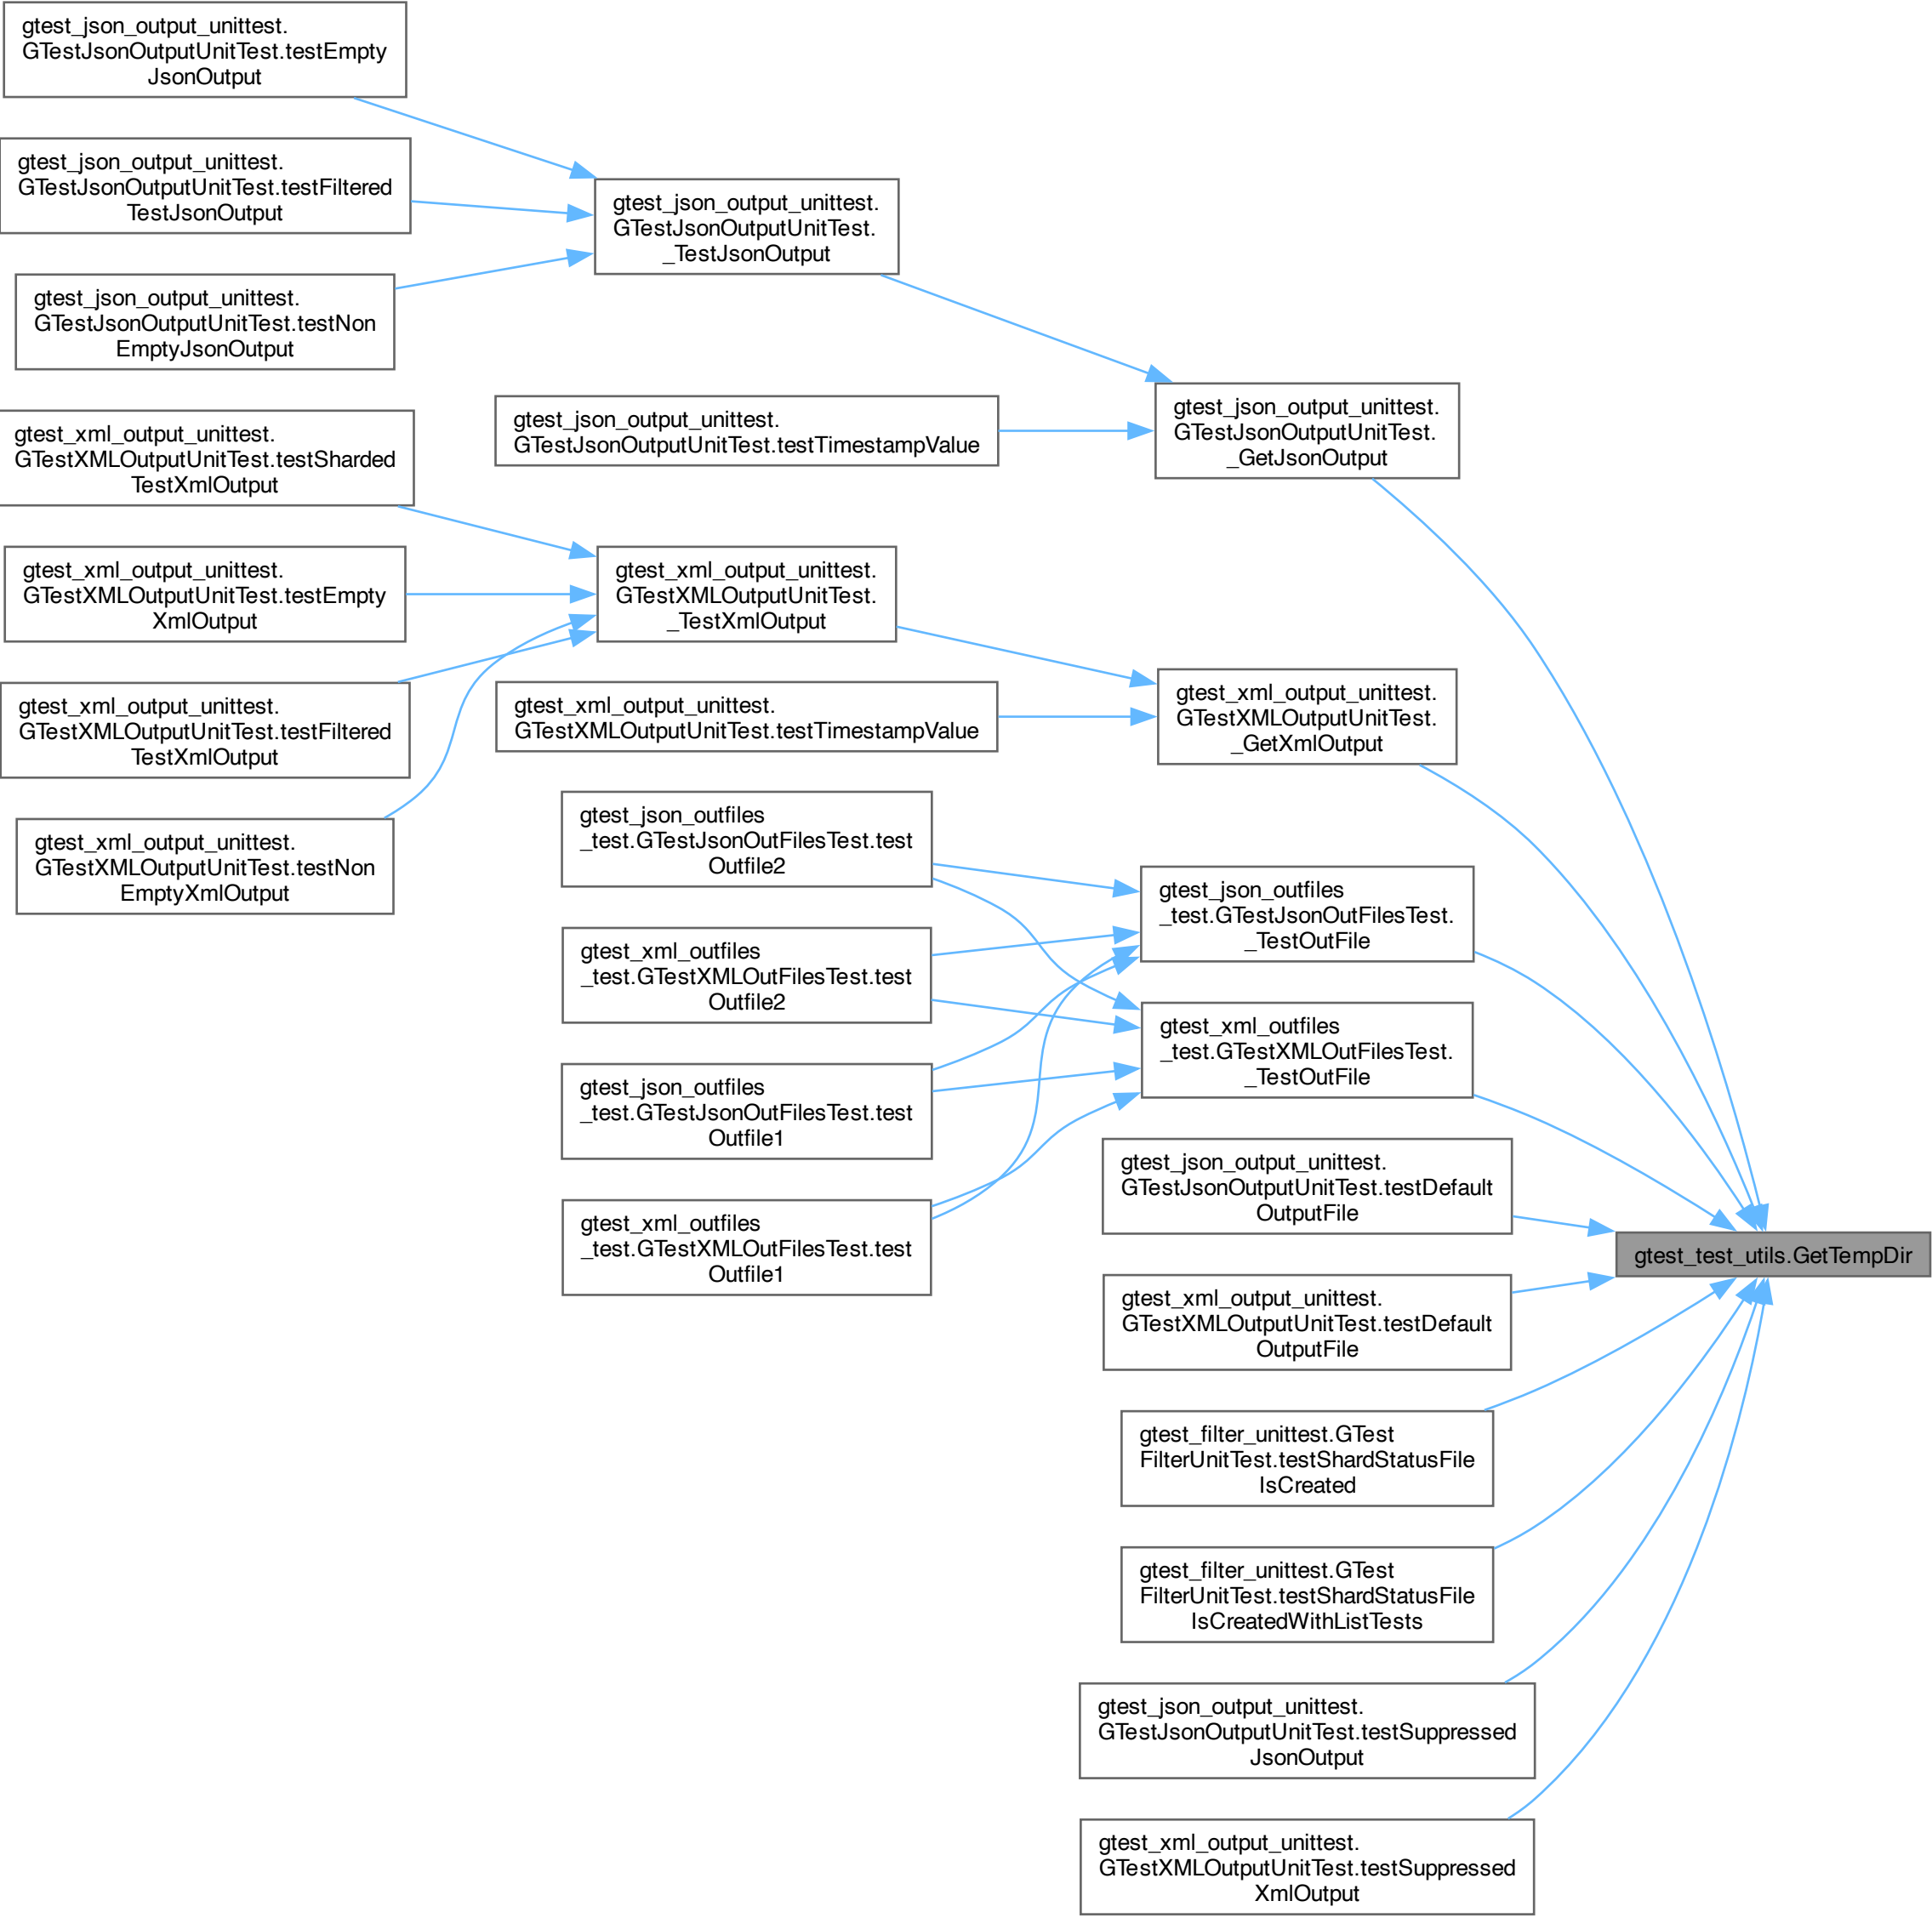 gtest_json_output_unittest.
GTestJsonOutputUnitTest.testEmpty
JsonOutput
gtest_json_output_unittest.
GTestJsonOutputUnitTest.testFiltered
TestJsonOutput
gtest_json_output_unittest.
GTestJsonOutputUnitTest.testNon
EmptyJsonOutput
gtest_xml_output_unittest.
GTestXMLOutputUnitTest.testSharded
TestXmlOutput
gtest_xml_output_unittest.
GTestXMLOutputUnitTest.testEmpty
XmlOutput
gtest_xml_output_unittest.
GTestXMLOutputUnitTest.testFiltered
TestXmlOutput
gtest_xml_output_unittest.
GTestXMLOutputUnitTest.testNon
EmptyXmlOutput
gtest_json_output_unittest.
GTestJsonOutputUnitTest.
_TestJsonOutput
gtest_json_output_unittest.
GTestJsonOutputUnitTest.testTimestampValue
gtest_xml_output_unittest.
GTestXMLOutputUnitTest.
_TestXmlOutput
gtest_xml_output_unittest.
GTestXMLOutputUnitTest.testTimestampValue
gtest_json_outfiles
_test.GTestJsonOutFilesTest.test
Outfile2
gtest_xml_outfiles
_test.GTestXMLOutFilesTest.test
Outfile2
gtest_json_outfiles
_test.GTestJsonOutFilesTest.test
Outfile1
gtest_xml_outfiles
_test.GTestXMLOutFilesTest.test
Outfile1
gtest_json_output_unittest.
GTestJsonOutputUnitTest.
_GetJsonOutput
gtest_xml_output_unittest.
GTestXMLOutputUnitTest.
_GetXmlOutput
gtest_json_outfiles
_test.GTestJsonOutFilesTest.
_TestOutFile
gtest_xml_outfiles
_test.GTestXMLOutFilesTest.
_TestOutFile
gtest_json_output_unittest.
GTestJsonOutputUnitTest.testDefault
OutputFile
gtest_xml_output_unittest.
GTestXMLOutputUnitTest.testDefault
OutputFile
gtest_filter_unittest.GTest
FilterUnitTest.testShardStatusFile
IsCreated
gtest_filter_unittest.GTest
FilterUnitTest.testShardStatusFile
IsCreatedWithListTests
gtest_json_output_unittest.
GTestJsonOutputUnitTest.testSuppressed
JsonOutput
gtest_xml_output_unittest.
GTestXMLOutputUnitTest.testSuppressed
XmlOutput
gtest_test_utils.GetTempDir